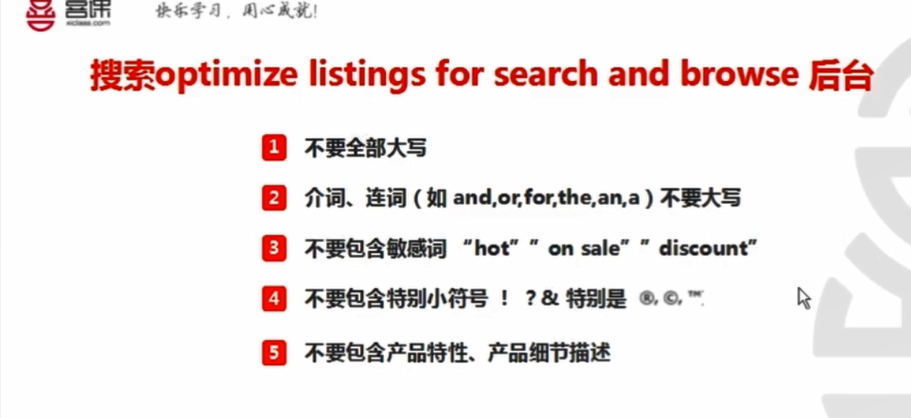 客课 快乐学习，用心成就！
xiclass.com
搜索optimize listings for search and browse 后台
1 不要全部大写
2 介词、连词（如 and,or,for,the,an,a）不要大写
3 不要包含敏感词 “hot” ” on sale” ” discount”
4 不要包含特别小符号 ！ ？& 特别是 ®, ©, ™.
5 不要包含产品特性、产品细节描述